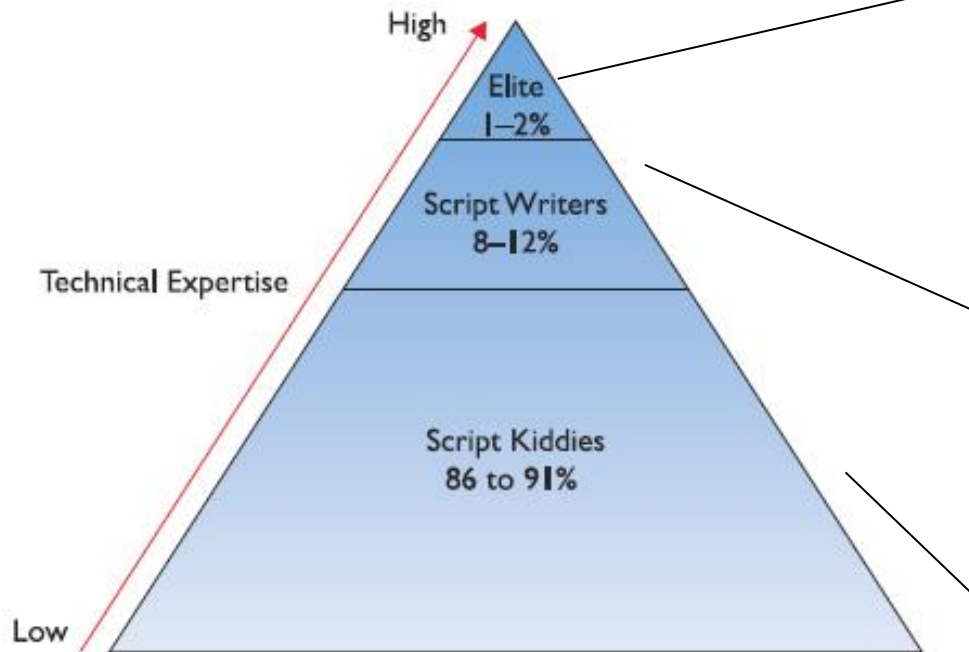 High
Elite
1–2%
Script Writers
8–12%
Technical Expertise
Script Kiddies
86 to 91%
Low